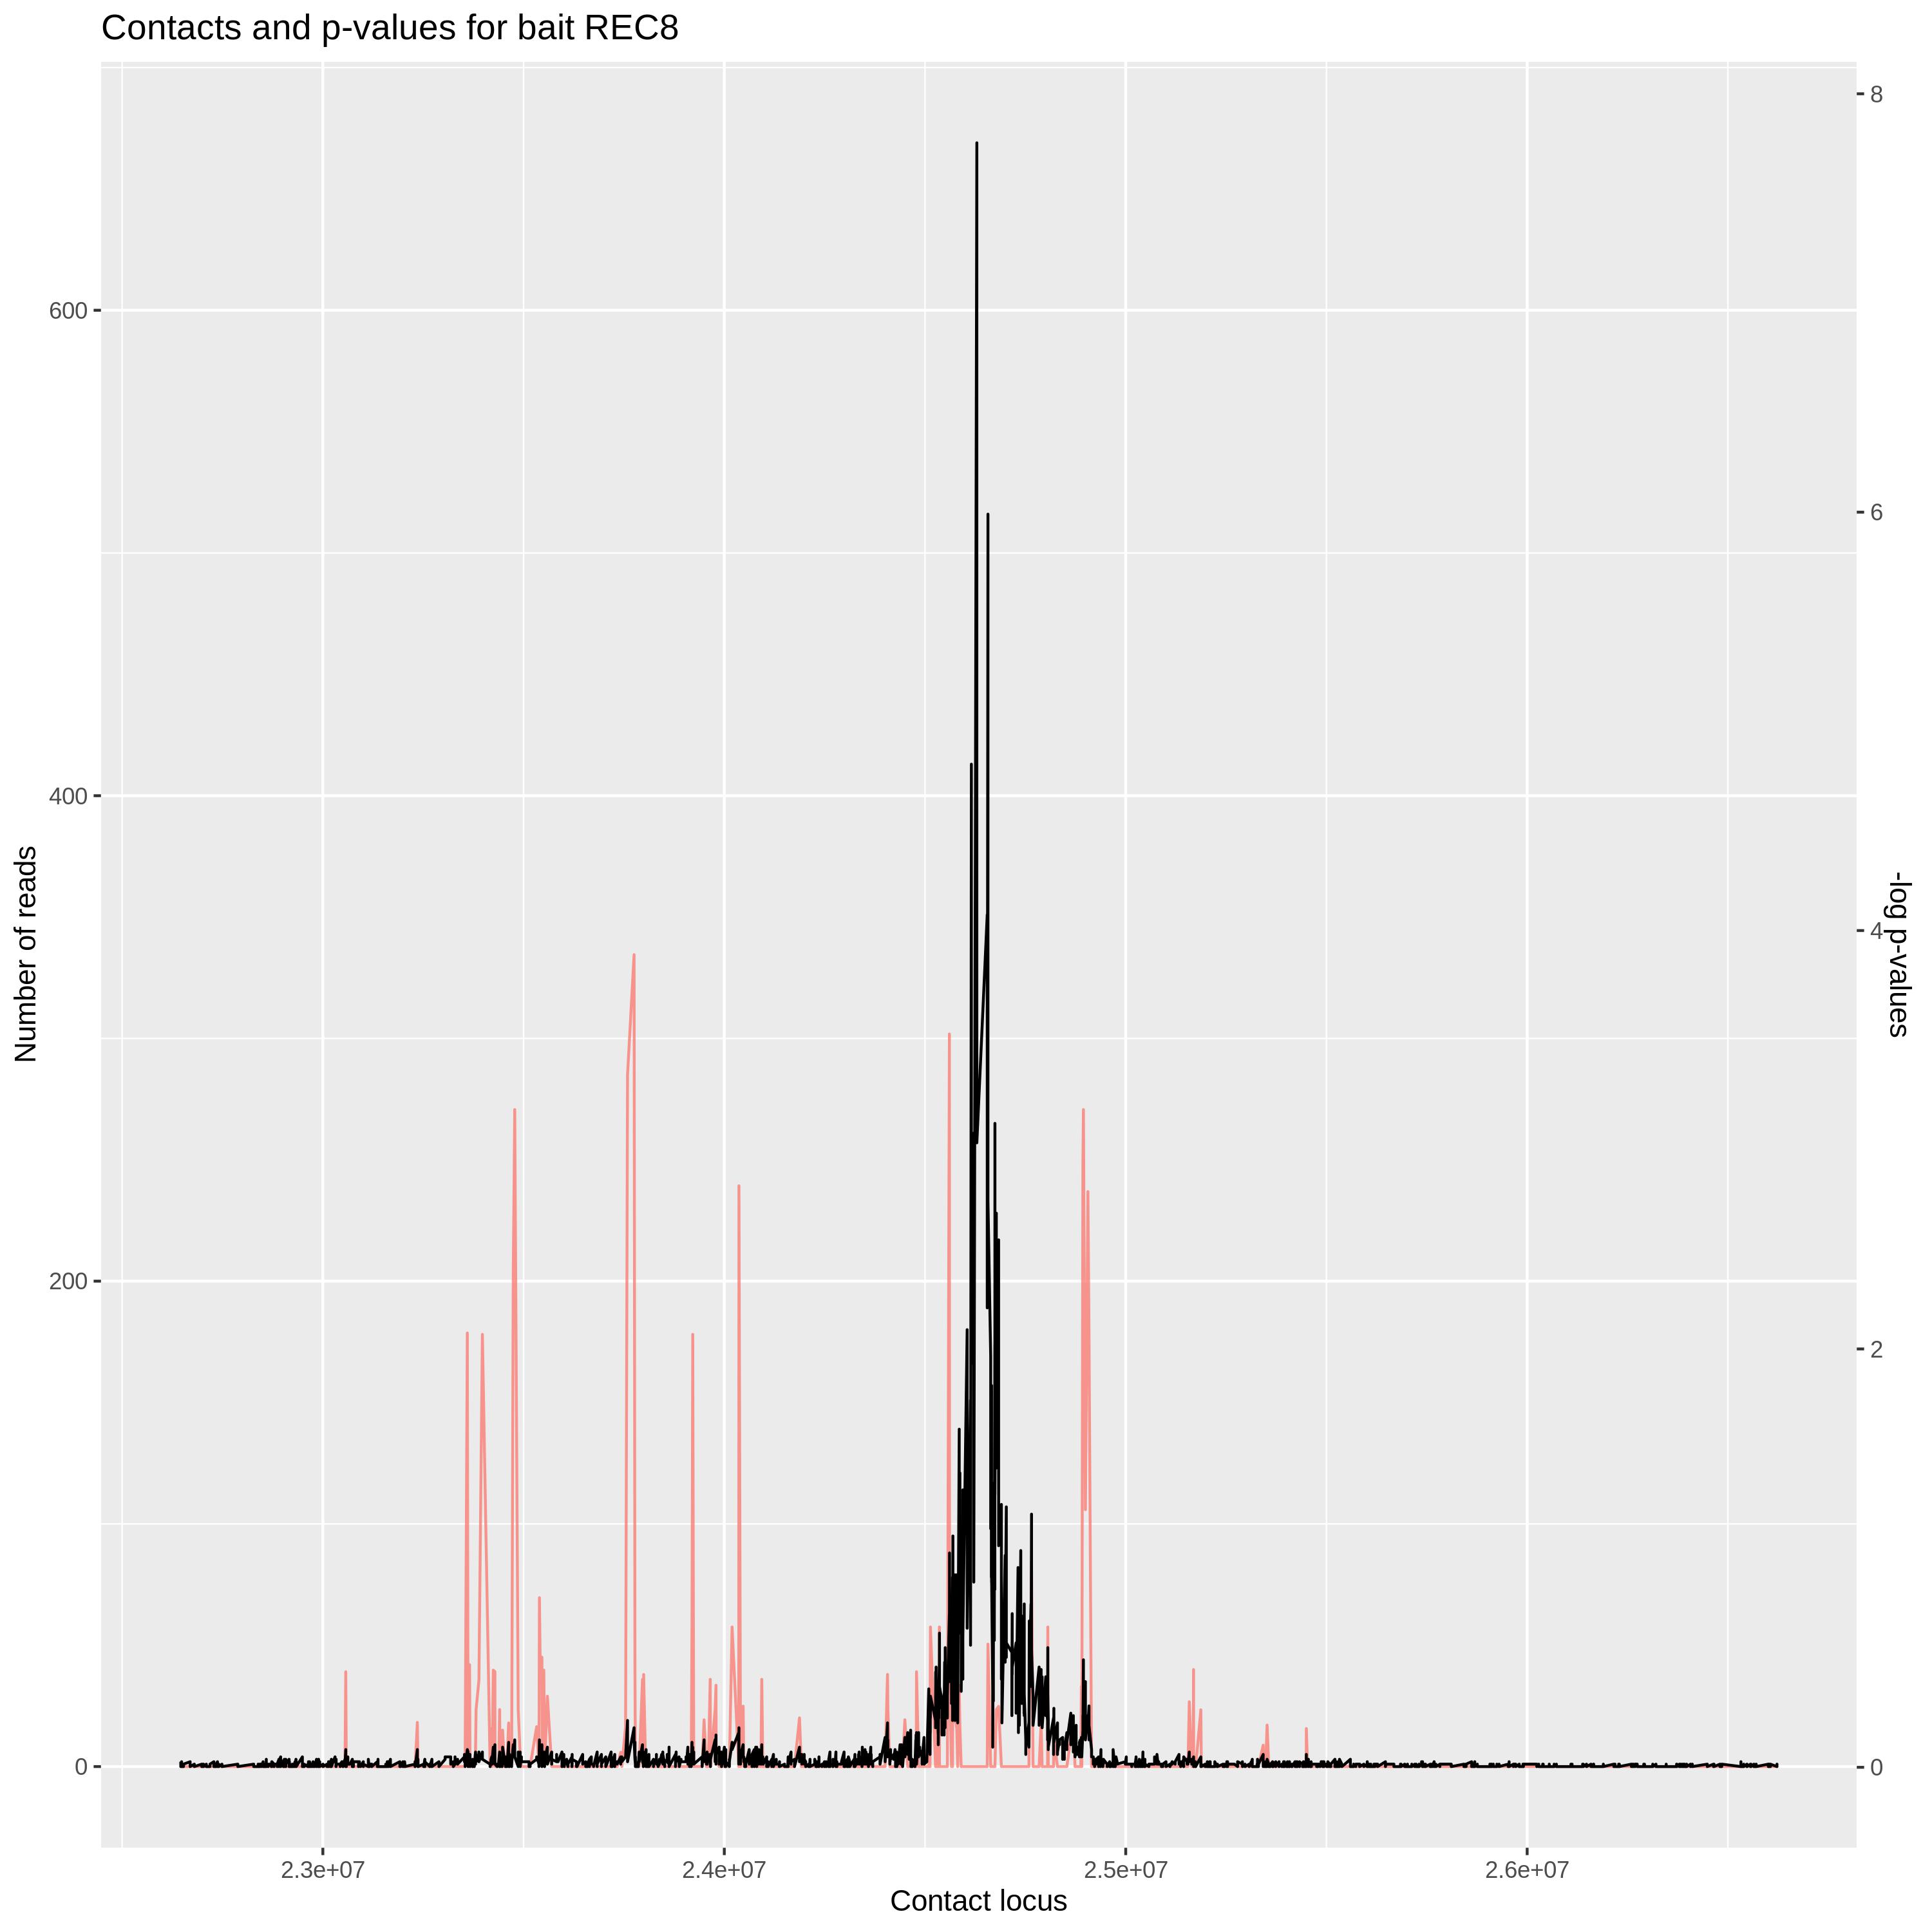 Contacts and p-values for bait REC8
Number of reads
600
400
200
0
8
6
4
2
0
-log p-values
2.3e+07 2.4e+07 2.5e+07 2.6e+07
Contact locus